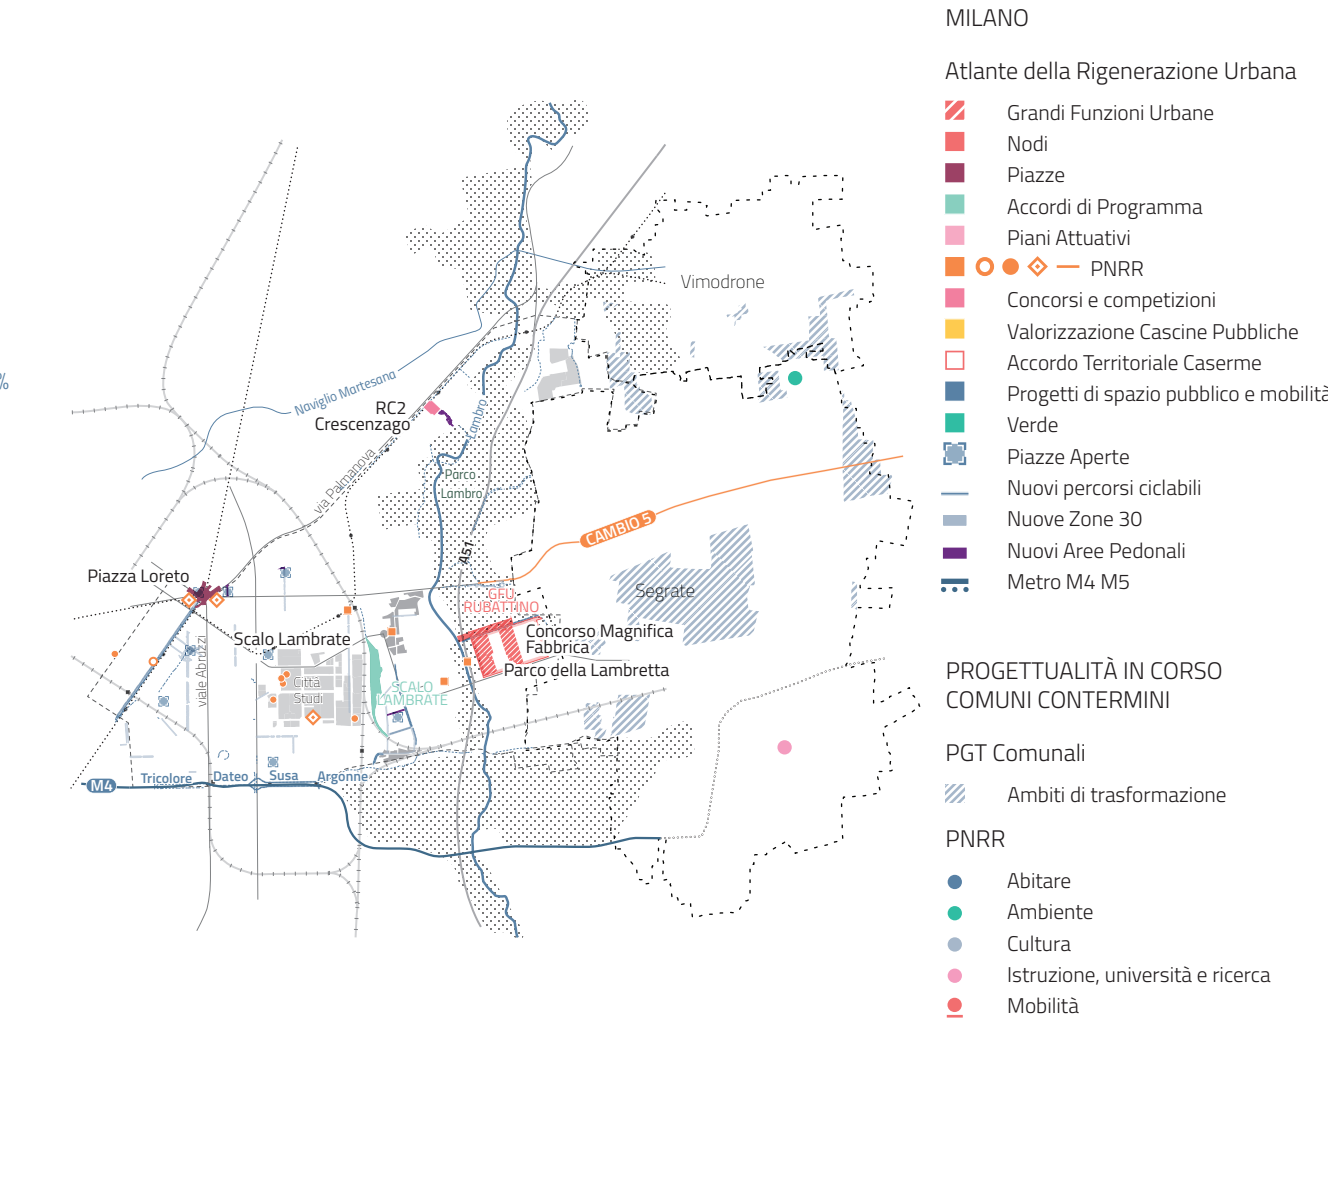 %
Vimodrone
Naviglio Martesana
RC2
Crescenzago
Lambro
via Palmanova
Parco
Lambro
CAMBIO 5
A51
Piazza Loreto
GFU
RUBATTINO
Segrate
Scalo Lambrate
Concorso Magnifica
Fabbrica
Parco della Lambretta
viale Abruzzi
Città
Studi
SCALO
LAMBRATE
M4
Tricolore
Dateo
Susa
Argonne
MILANO
Atlante della Rigenerazione Urbana
Grandi Funzioni Urbane
Nodi
Piazze
Accordi di Programma
Piani Attuativi
PNRR
Concorsi e competizioni
Valorizzazione Cascine Pubbliche
Accordo Territoriale Caserme
Progetti di spazio pubblico e mobilità
Verde
Piazze Aperte
Nuovi percorsi ciclabili
Nuove Zone 30
Nuovi Aree Pedonali
Metro M4 M5
PROGETTUALITÀ IN CORSO
COMUNI CONTERMINI
PGT Comunali
Ambiti di trasformazione
PNRR
Abitare
Ambiente
Cultura
Istruzione, università e ricerca
Mobilità